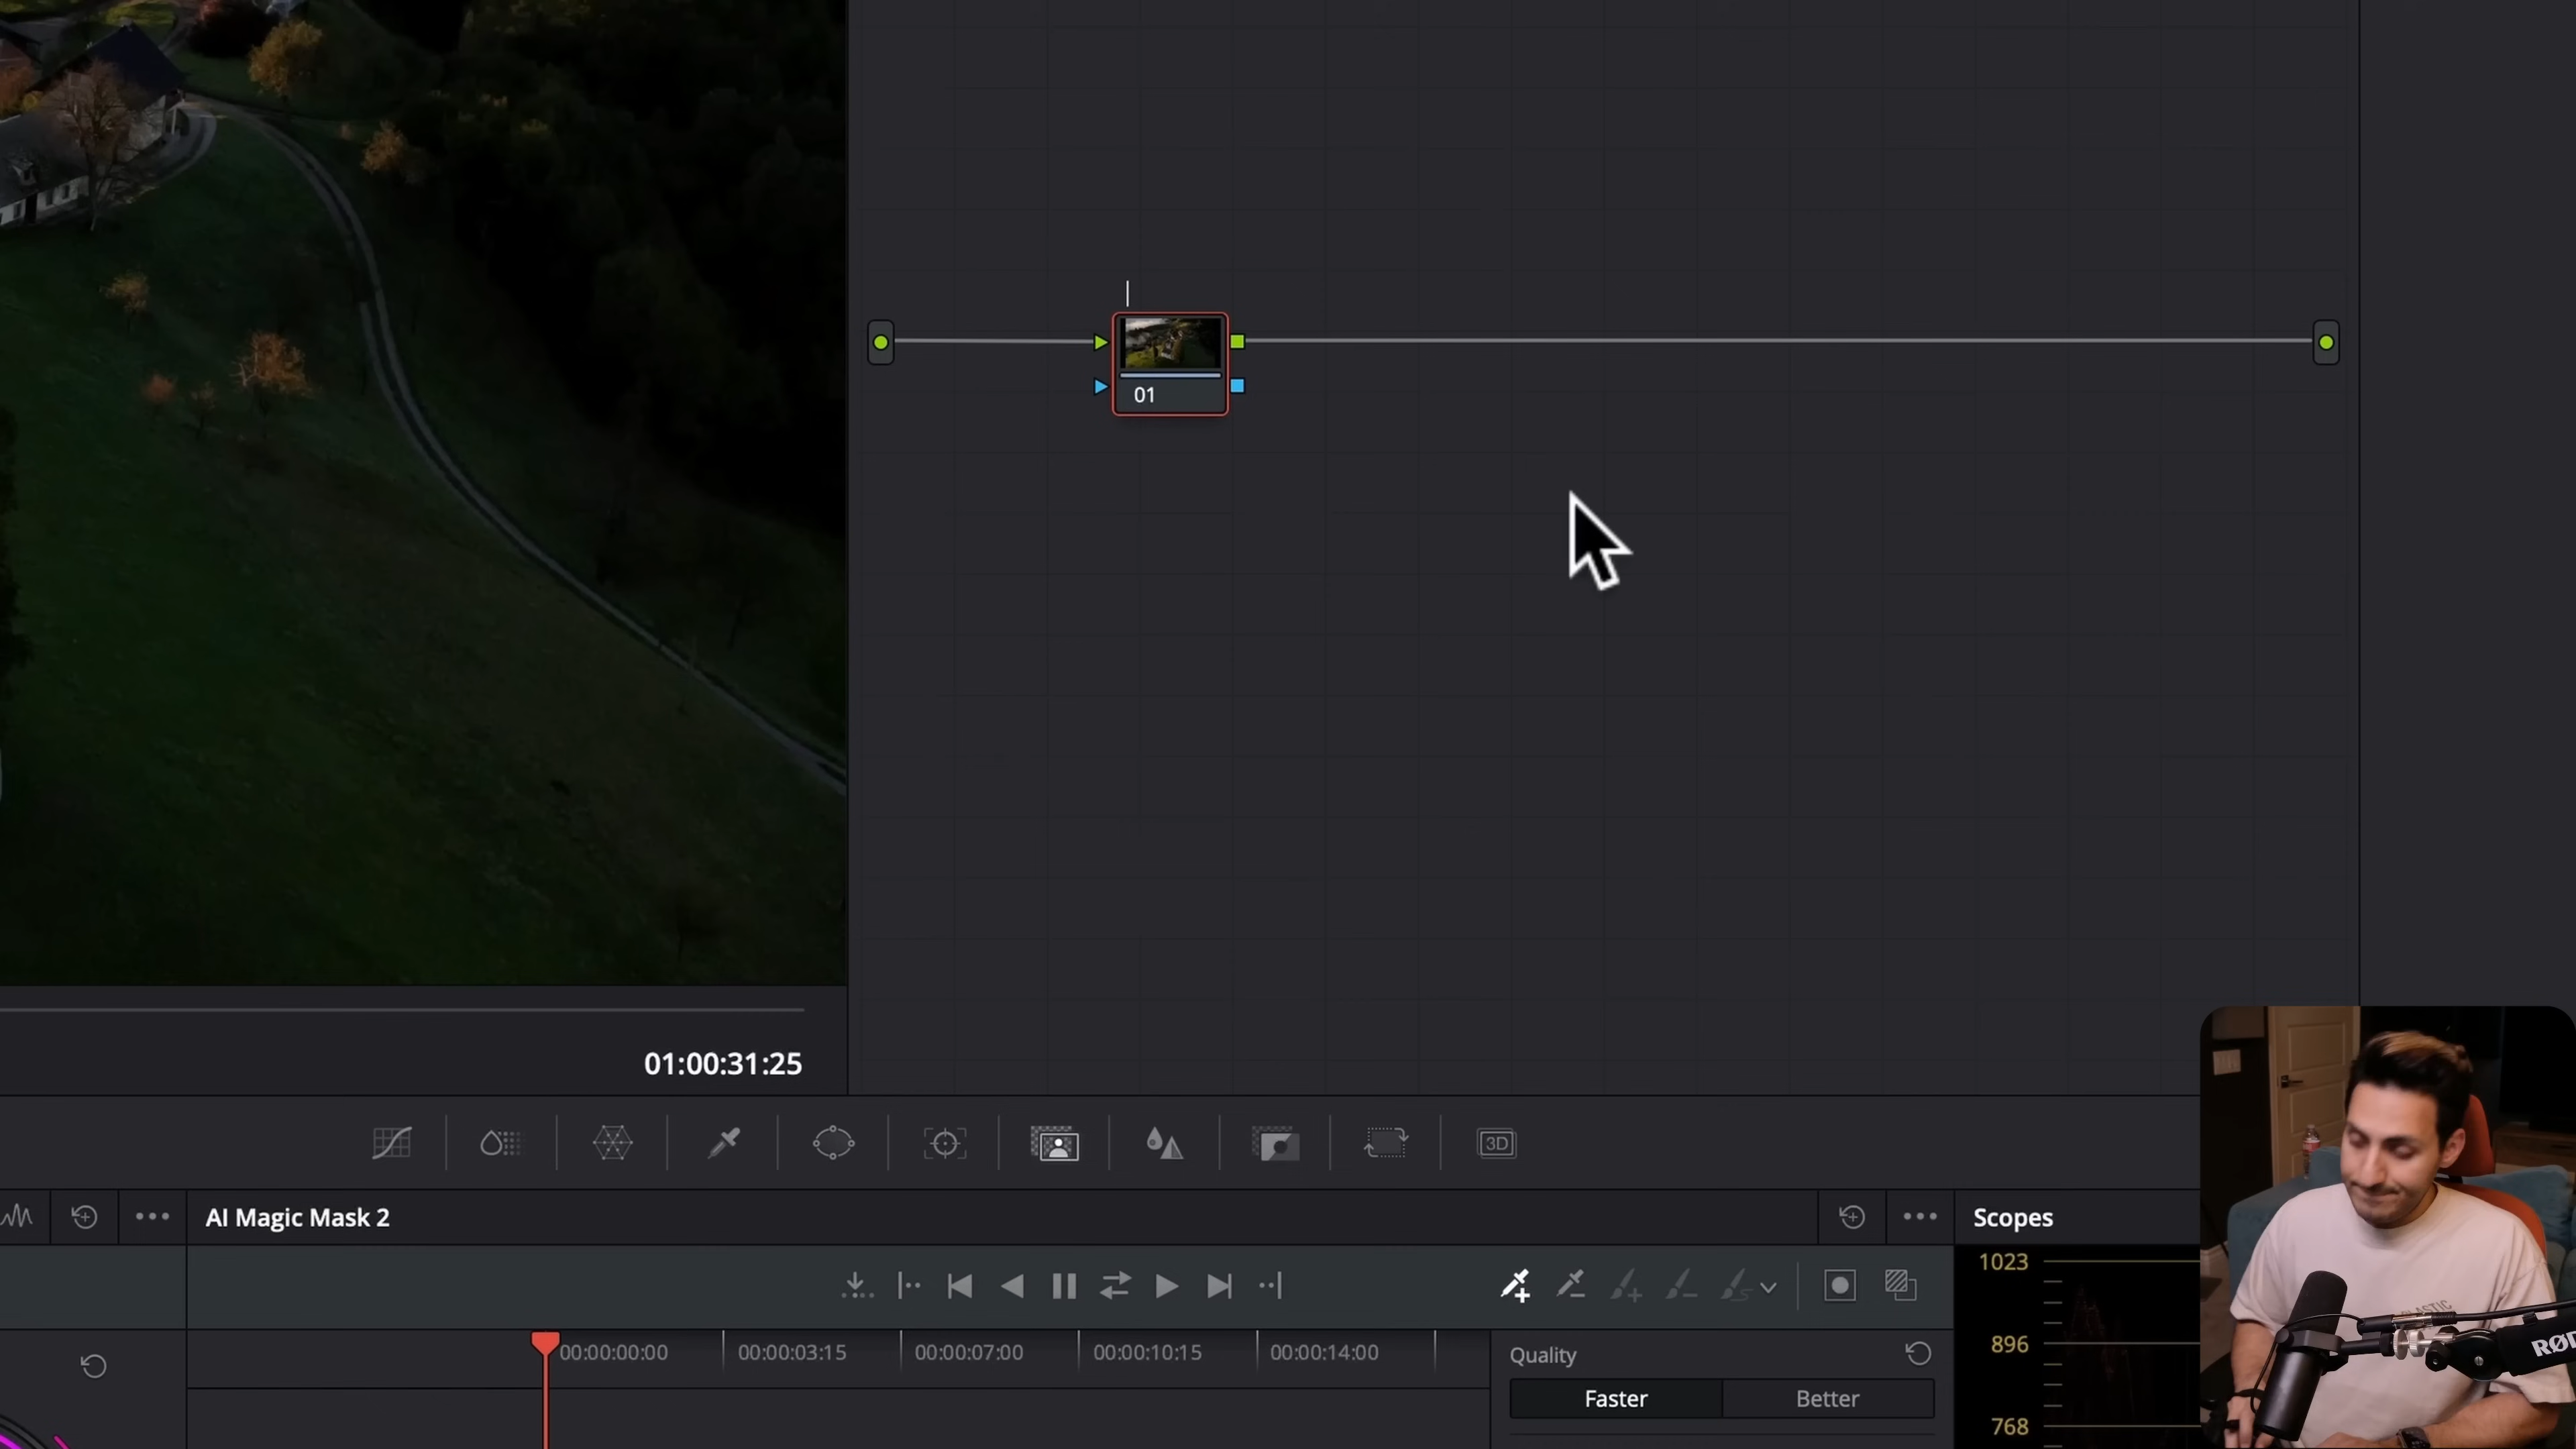 01
01:00:31:25
3D
AI Magic Mask 2
Scopes
1023
00:00:00:00
00:00:03:15
00:00:07:00
00:00:10:15
00:00:14:00
Quality
896
Faster
Better
768